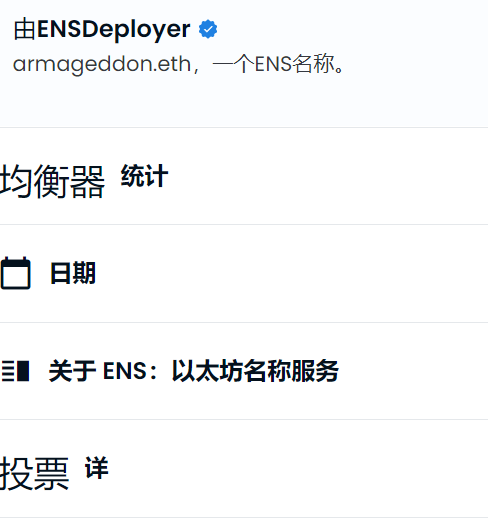 由ENSDeployer
armageddon.eth，一个ENS名称。
均衡器 统计
日期
关于 ENS：以太坊名称服务
投票 详